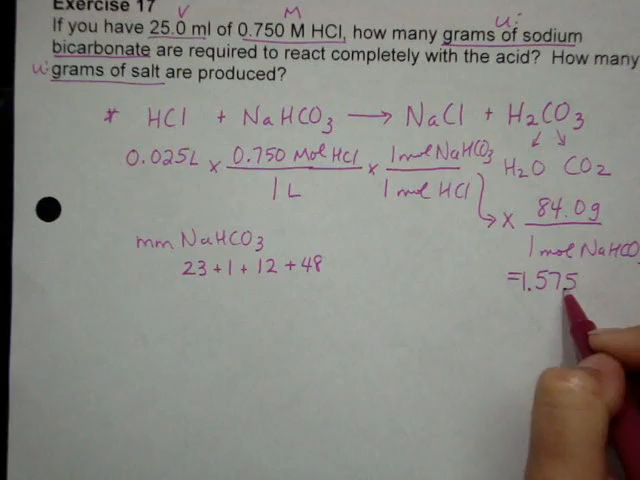 Exercise 17
V M u:
If you have 25.0 ml of 0.750 M HCl, how many grams of sodium
bicarbonate are required to react completely with the acid? How many
u: grams of salt are produced?
* HCl + NaHCO3 → NaCl + H2CO3
H2O CO2
0.025L x 0.750 Mol HCl / 1 L x 1 mol NaHCO3 / 1 mol HCl
x 84.0g / 1 mol NaHCO
mm NaHCO3
23 + 1 + 12 + 48
=1.575